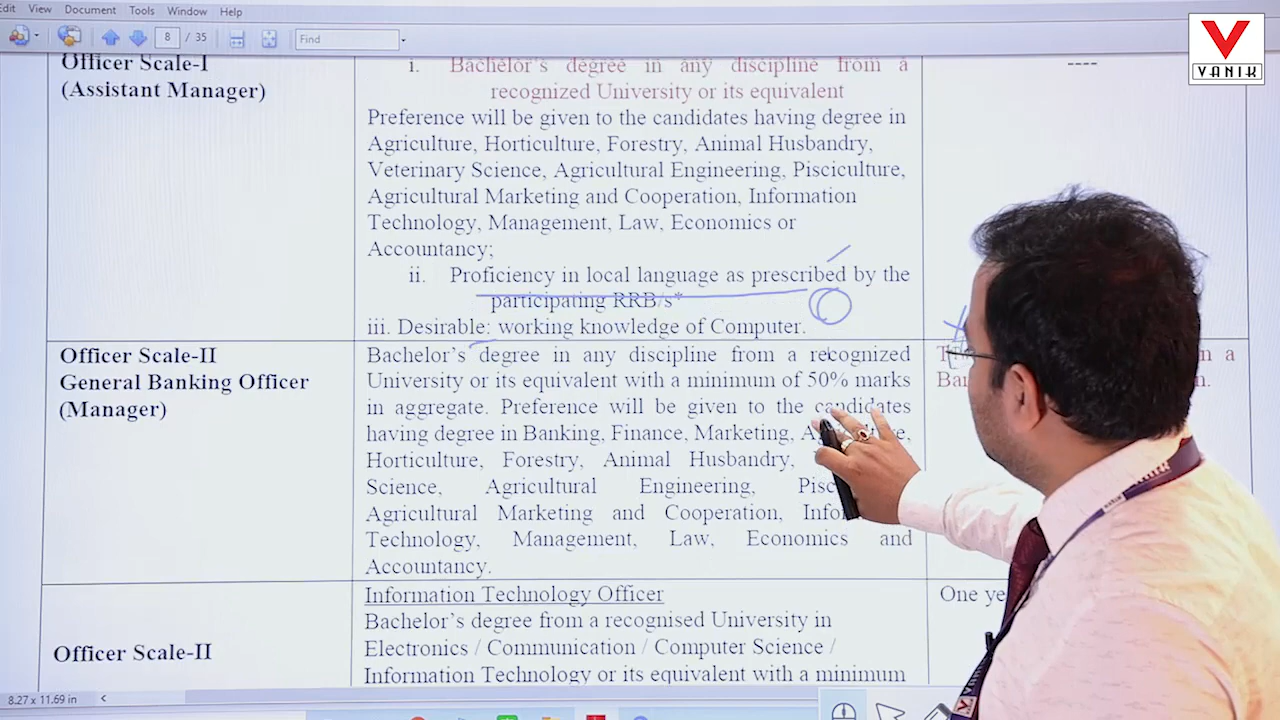 Edit View Document Tools Window Help
8 / 35 Find
VANIK
Officer Scale-I
(Assistant Manager)
i. Bachelor's degree in any discipline from a
recognized University or its equivalent
Preference will be given to the candidates having degree in
Agriculture, Horticulture, Forestry, Animal Husbandry,
Veterinary Science, Agricultural Engineering, Pisciculture,
Agricultural Marketing and Cooperation, Information
Technology, Management, Law, Economics or
Accountancy;
ii. Proficiency in local language as prescribed by the
participating RRB/s*
iii. Desirable: working knowledge of Computer.
----
Officer Scale-II
General Banking Officer
(Manager)
Bachelor's degree in any discipline from a recognized
University or its equivalent with a minimum of 50% marks
in aggregate. Preference will be given to the candidates
having degree in Banking, Finance, Marketing,
Horticulture, Forestry, Animal Husbandry,
Science, Agricultural Engineering,
Agricultural Marketing and Cooperation,
Technology, Management, Law, Economics and
Accountancy.
a
Officer Scale-II
Information Technology Officer
Bachelor's degree from a recognised University in
Electronics / Communication / Computer Science /
Information Technology or its equivalent with a minimum
One
8.27 x 11.69 in